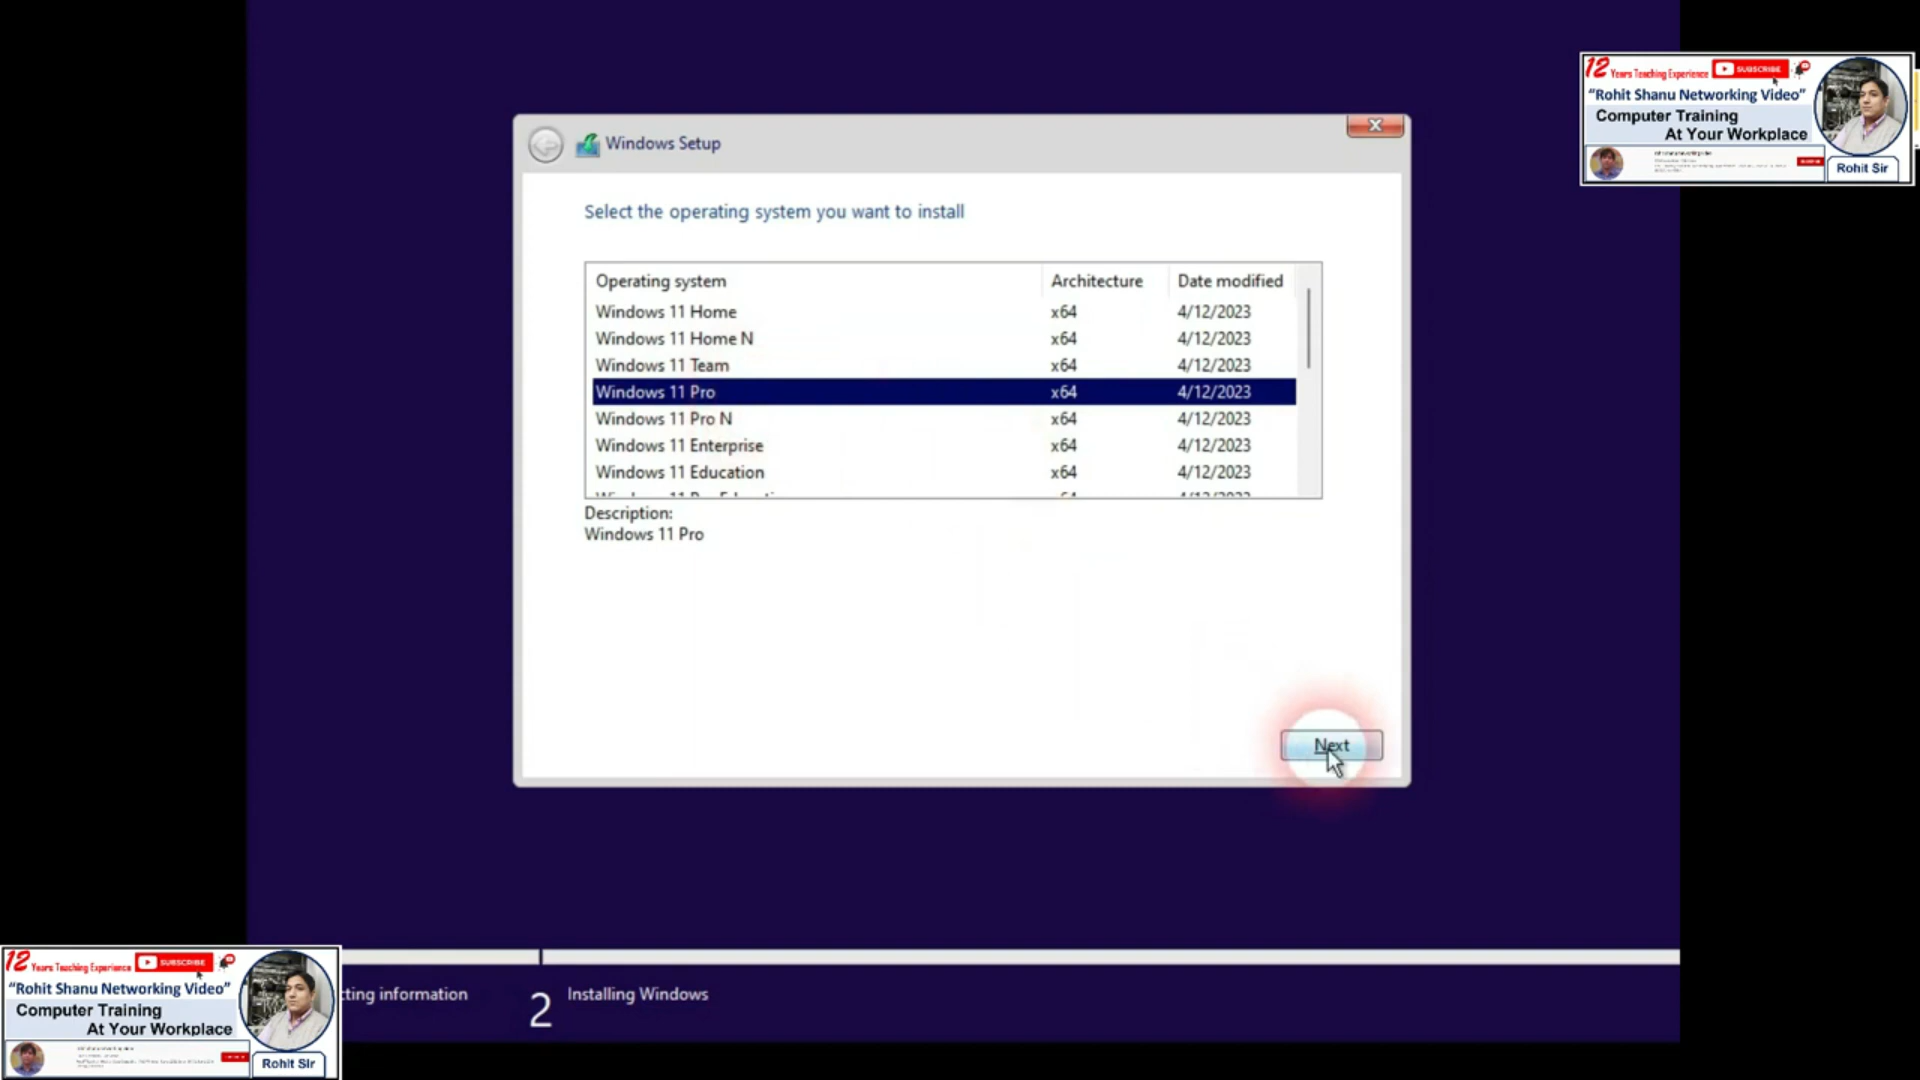 12 Years Teaching Experience SUBSCRIBE
"Rohit Shanu Networking Video"
Computer Training
At Your Workplace
Rohit Sir
Windows Setup
Select the operating system you want to install
Operating system Architecture Date modified
Windows 11 Home x64 4/12/2023
Windows 11 Home N x64 4/12/2023
Windows 11 Team x64 4/12/2023
Windows 11 Pro x64 4/12/2023
Windows 11 Pro N x64 4/12/2023
Windows 11 Enterprise x64 4/12/2023
Windows 11 Education x64 4/12/2023
Description:
Windows 11 Pro
Next
12 Years Teaching Experience SUBSCRIBE
"Rohit Shanu Networking Video"
Computer Training
At Your Workplace
Rohit Sir
cting information
2 Installing Windows